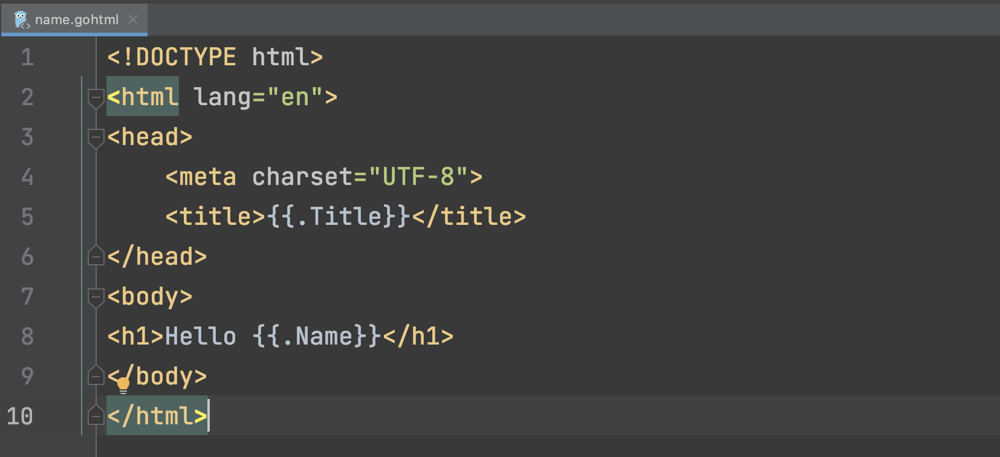 name.gohtml
1 <!DOCTYPE html>
2 <html lang="en">
3 <head>
4     <meta charset="UTF-8">
5     <title>{{.Title}}</title>
6 </head>
7 <body>
8 <h1>Hello {{.Name}}</h1>
9 </body>
10 </html>